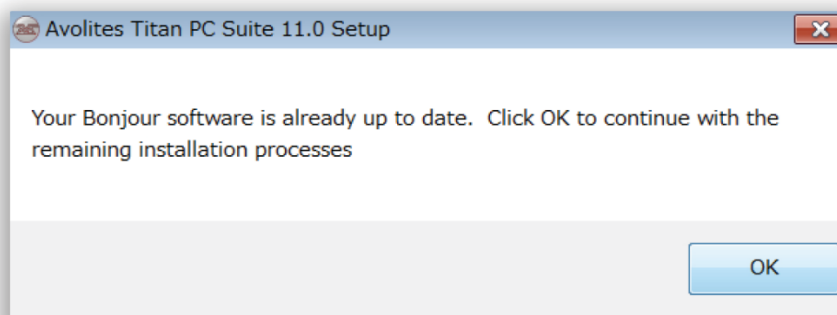 Avolites Titan PC Suite 11.0 Setup
Your Bonjour software is already up to date.  Click OK to continue with the
remaining installation processes
OK